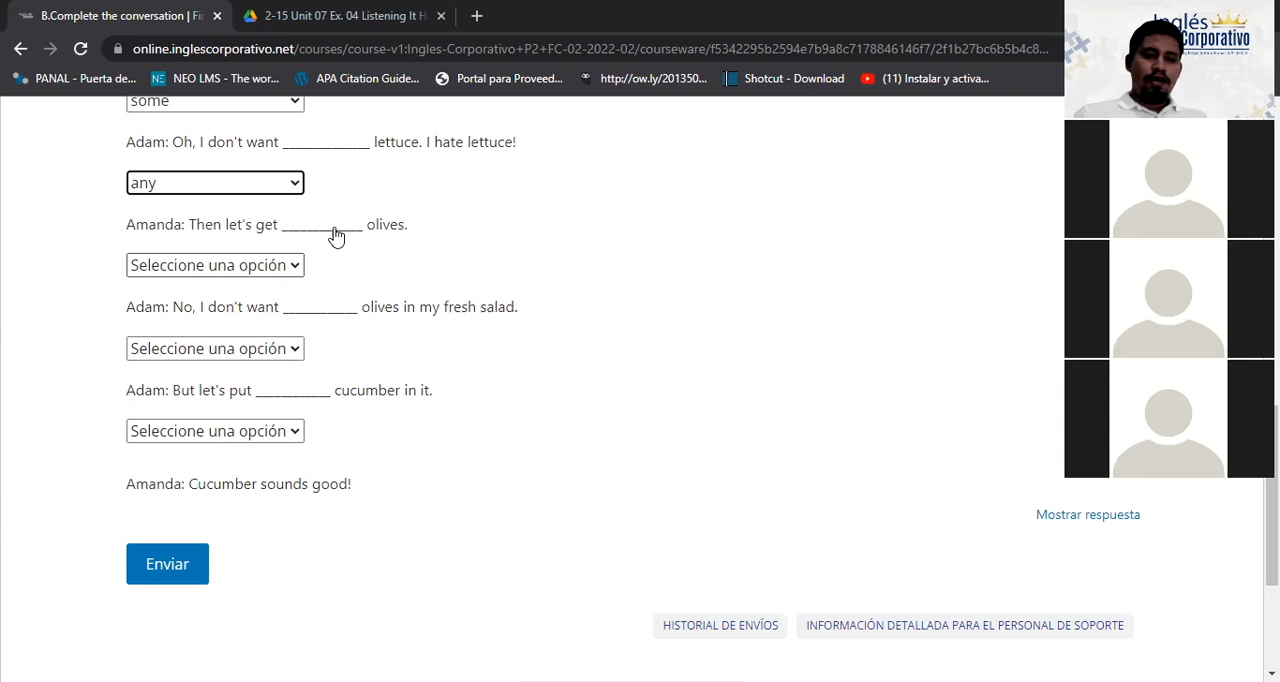 B.Complete the conversation | Fi
2-15 Unit 07 Ex. 04 Listening It H
online.inglescorporativo.net/courses/course-v1:Ingles-Corporativo+P2+FC-02-2022-02/courseware/f5342295b2594e7b9a8c7178846146f7/2f1b27bc6b5b4c8...
PANAL - Puerta de...
NEO LMS - The wor...
APA Citation Guide...
Portal para Proveed...
http://ow.ly/201350...
Shotcut - Download
(11) Instalar y activa...
Inglés
Corporativo
some
Adam: Oh, I don't want _____________ lettuce. I hate lettuce!
any
Amanda: Then let's get ____________ olives.
Seleccione una opción
Adam: No, I don't want ___________ olives in my fresh salad.
Seleccione una opción
Adam: But let's put ___________ cucumber in it.
Seleccione una opción
Amanda: Cucumber sounds good!
Mostrar respuesta
Enviar
HISTORIAL DE ENVÍOS
INFORMACIÓN DETALLADA PARA EL PERSONAL DE SOPORTE